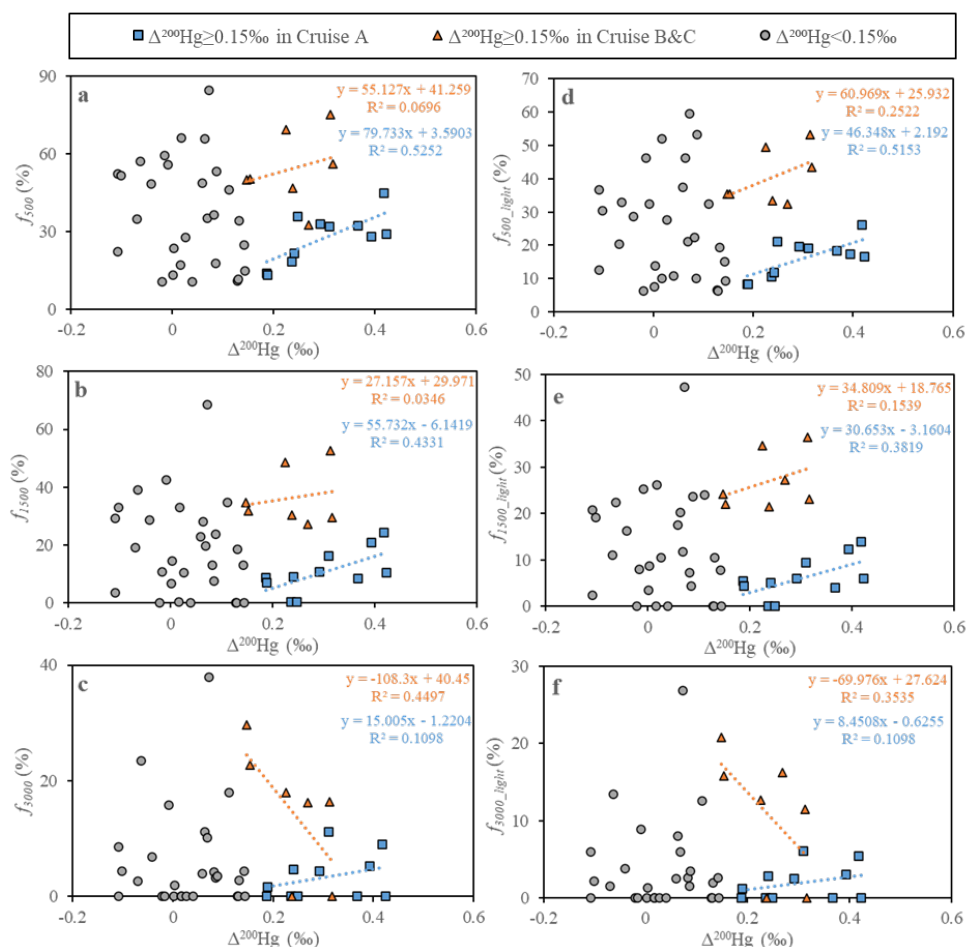 Δ²⁰⁰Hg≥0.15‰ in Cruise A Δ²⁰⁰Hg≥0.15‰ in Cruise B&C Δ²⁰⁰Hg<0.15‰
a
y = 55.127x + 41.259
R² = 0.0696
y = 79.733x + 3.5903
R² = 0.5252
f500 (%)
90
60
30
0
-0.2 0 0.2 0.4 0.6
Δ²⁰⁰Hg (‰)
d
y = 60.969x + 25.932
R² = 0.2522
y = 46.348x + 2.192
R² = 0.5153
f500_light (%)
70
60
50
40
30
20
10
0
-0.2 0 0.2 0.4 0.6
Δ²⁰⁰Hg (‰)
b
y = 27.157x + 29.971
R² = 0.0346
y = 55.732x - 6.1419
R² = 0.4331
f1500 (%)
80
60
40
20
0
-0.2 0 0.2 0.4 0.6
Δ²⁰⁰Hg (‰)
e
y = 34.809x + 18.765
R² = 0.1539
y = 30.653x - 3.1604
R² = 0.3819
f1500_light (%)
50
40
30
20
10
0
-0.2 0 0.2 0.4 0.6
Δ²⁰⁰Hg (‰)
c
y = -108.3x + 40.45
R² = 0.4497
y = 15.005x - 1.2204
R² = 0.1098
f3000 (%)
40
20
0
-0.2 0 0.2 0.4 0.6
Δ²⁰⁰Hg (‰)
f
y = -69.976x + 27.624
R² = 0.3535
y = 8.4508x - 0.6255
R² = 0.1098
f3000_light (%)
30
20
10
0
-0.2 0 0.2 0.4 0.6
Δ²⁰⁰Hg (‰)